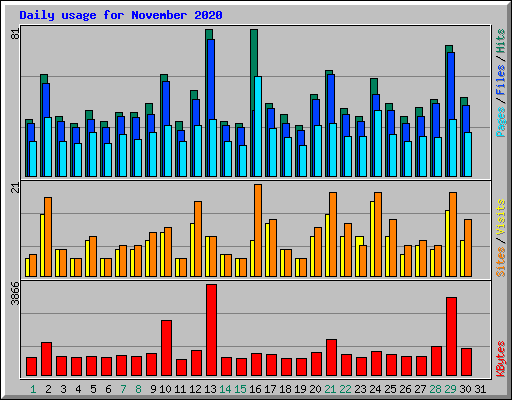 Daily usage for November 2020
81
Pages / Files / Hits
21
Sites / Visits
3866
KBytes
1 2 3 4 5 6 7 8 9 10 11 12 13 14 15 16 17 18 19 20 21 22 23 24 25 26 27 28 29 30 31